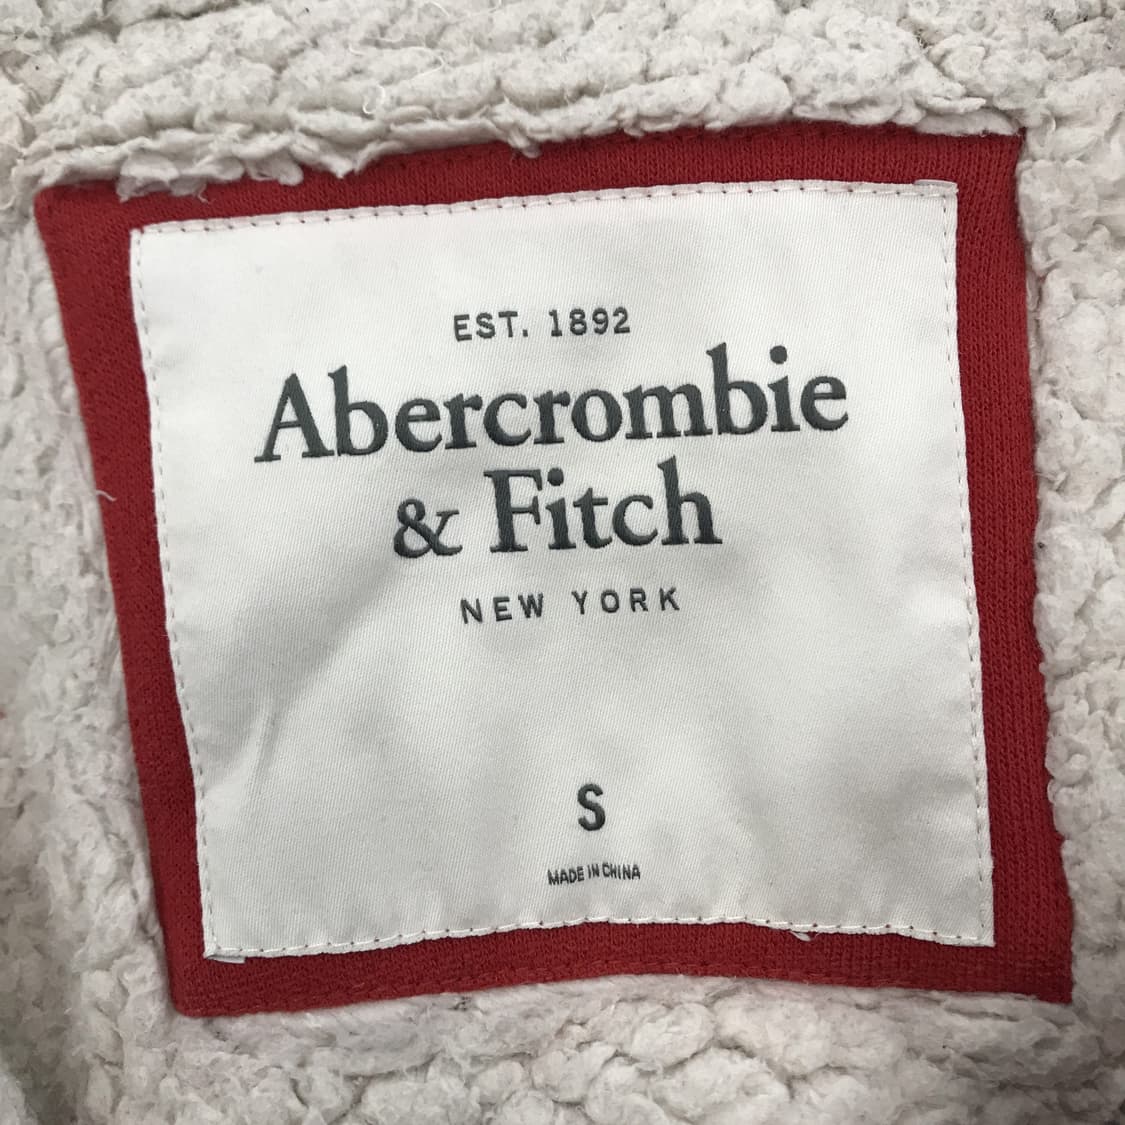 EST. 1892
Abercrombie
& Fitch
NEW YORK
S
MADE IN CHINA